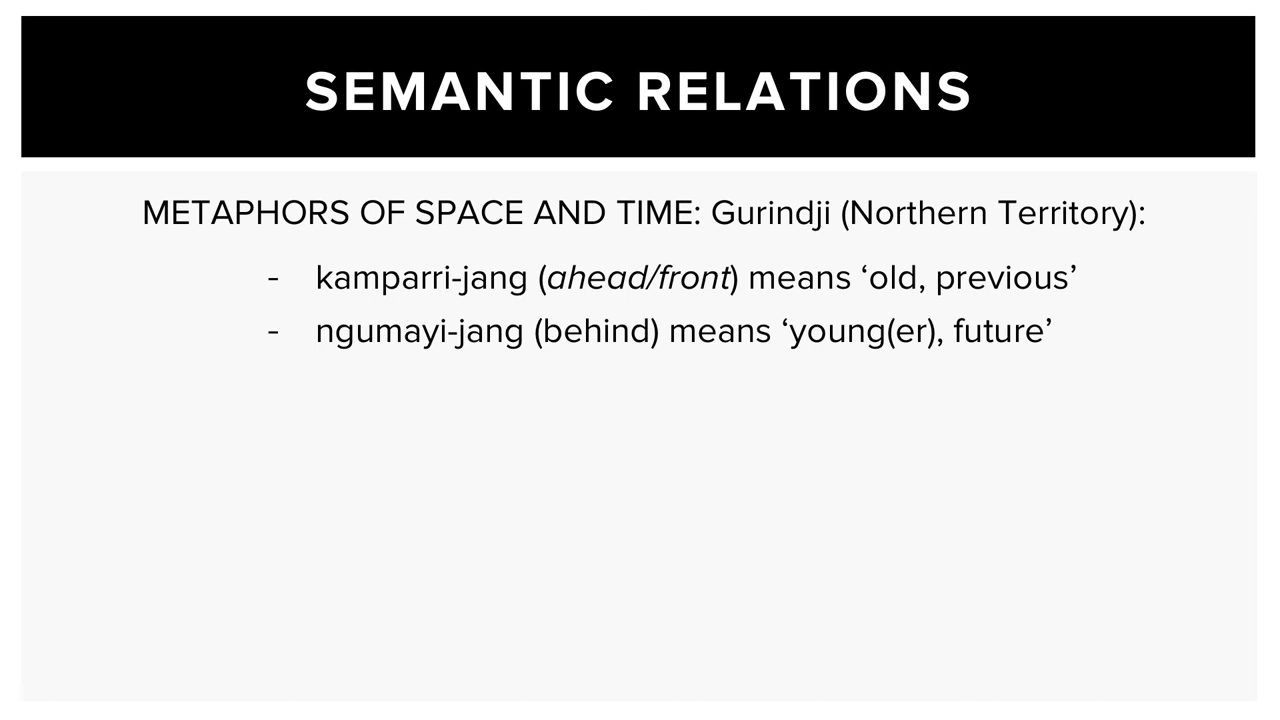 SEMANTIC RELATIONS
METAPHORS OF SPACE AND TIME: Gurindji (Northern Territory):
- kamparri-jang (ahead/front) means ‘old, previous’
- ngumayi-jang (behind) means ‘young(er), future’